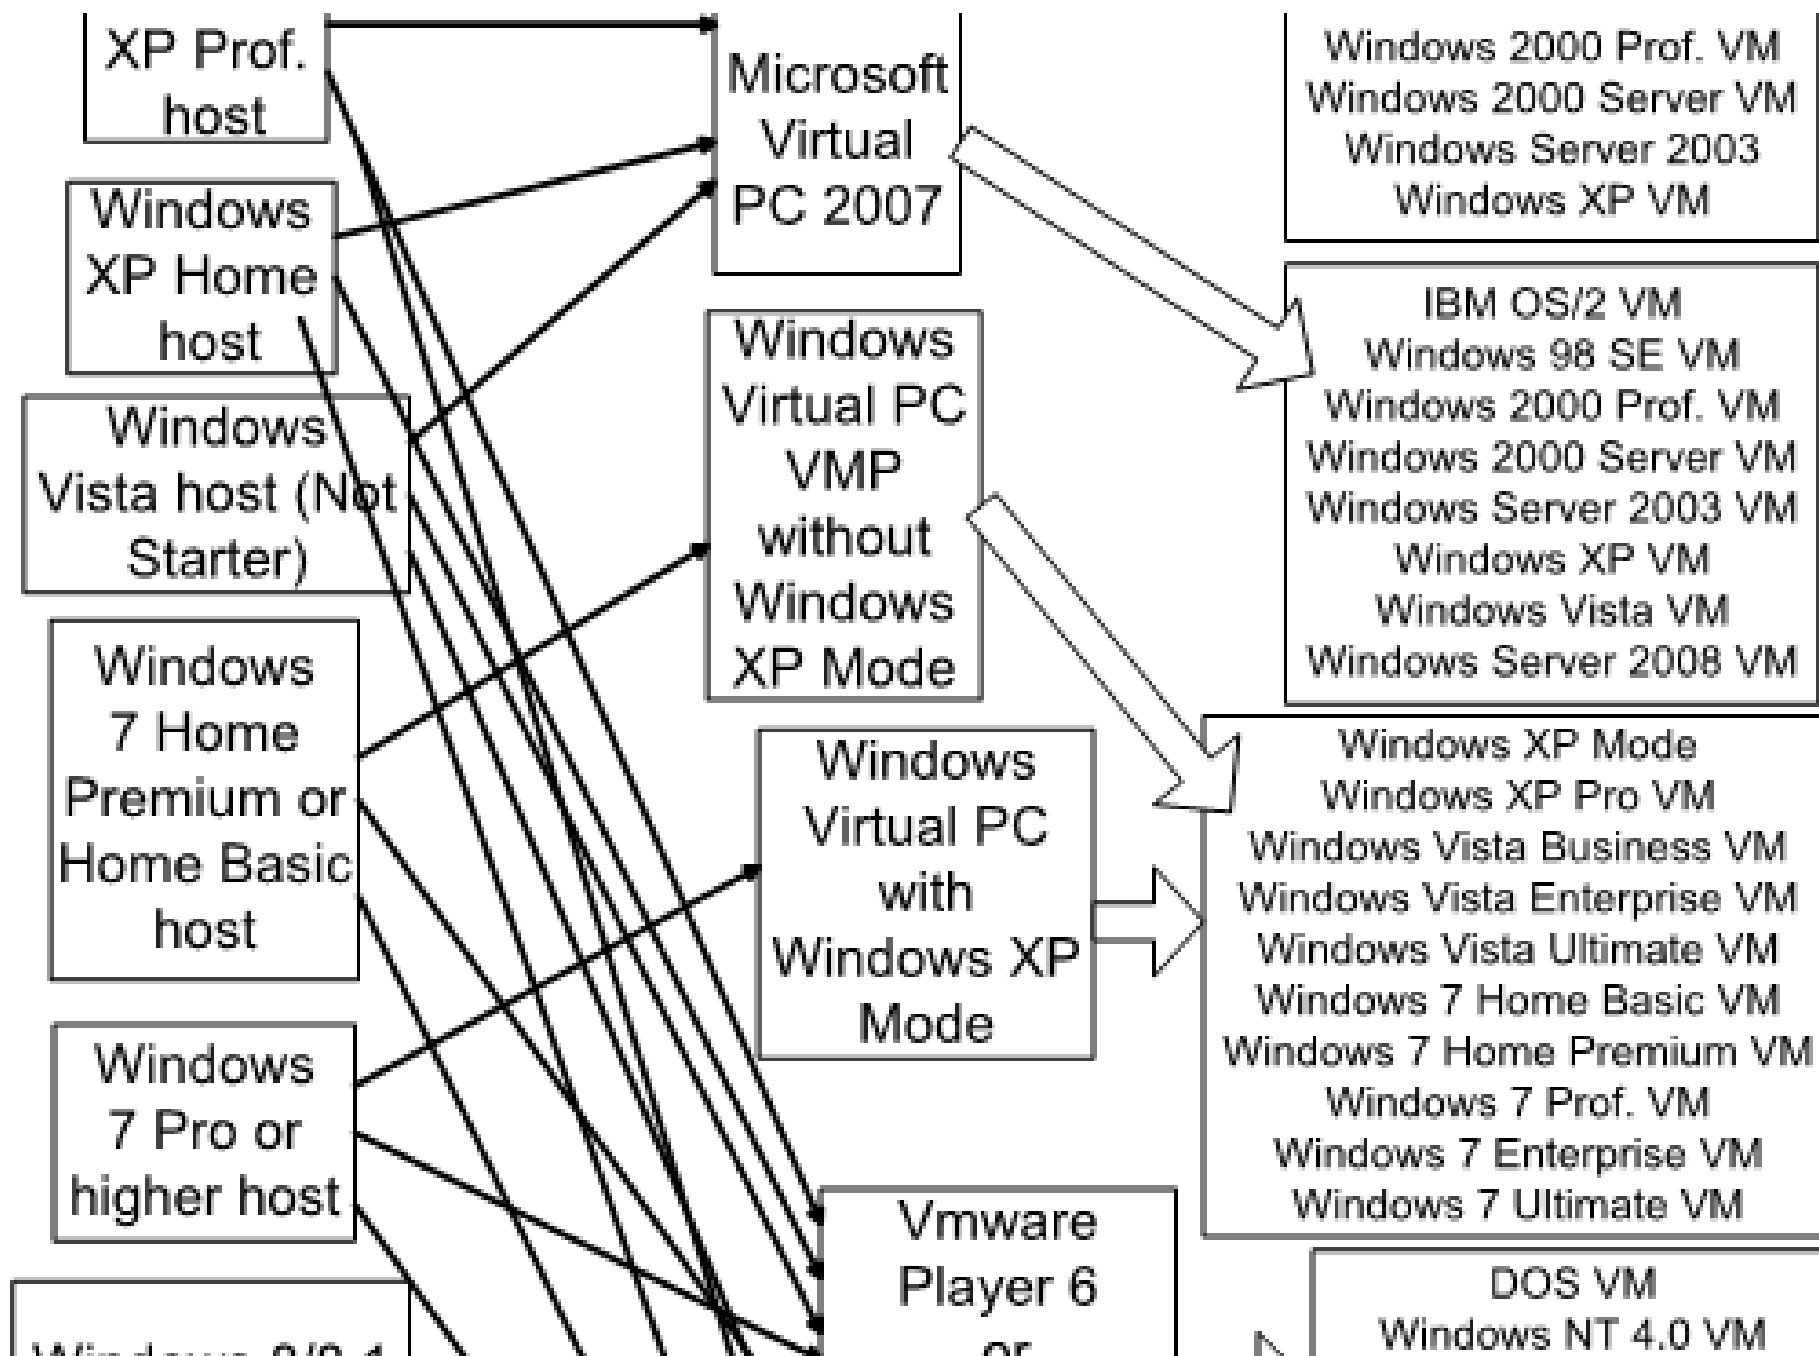 XP Prof.
host
Windows
XP Home
host
Windows
Vista host (Not
Starter)
Windows
7 Home
Premium or
Home Basic
host
Windows
7 Pro or
higher host
Microsoft
Virtual
PC 2007
Windows
Virtual PC
VMP
without
Windows
XP Mode
Windows
Virtual PC
with
Windows XP
Mode
Vmware
Player 6
or
Windows 2000 Prof. VM
Windows 2000 Server VM
Windows Server 2003
Windows XP VM
IBM OS/2 VM
Windows 98 SE VM
Windows 2000 Prof. VM
Windows 2000 Server VM
Windows Server 2003 VM
Windows XP VM
Windows Vista VM
Windows Server 2008 VM
Windows XP Mode
Windows XP Pro VM
Windows Vista Business VM
Windows Vista Enterprise VM
Windows Vista Ultimate VM
Windows 7 Home Basic VM
Windows 7 Home Premium VM
Windows 7 Prof. VM
Windows 7 Enterprise VM
Windows 7 Ultimate VM
DOS VM
Windows NT 4.0 VM